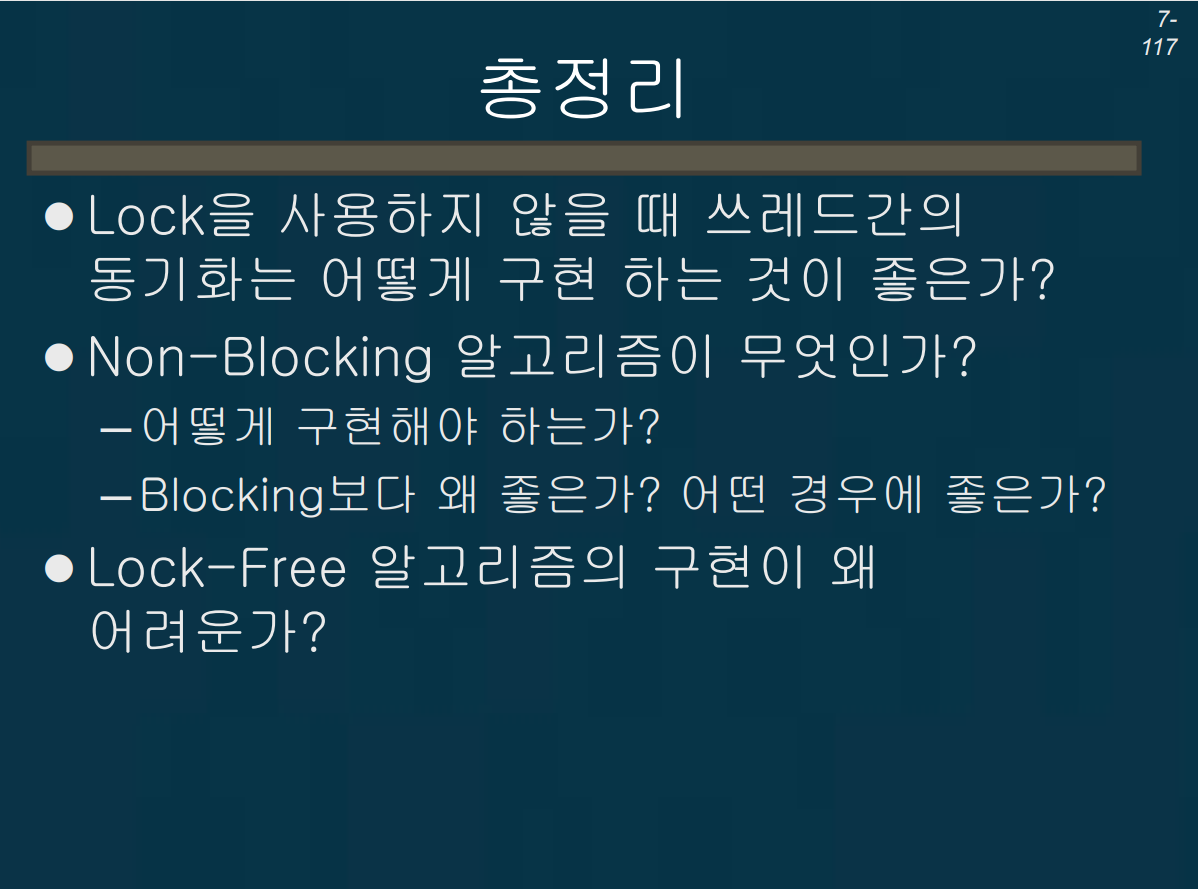 7-
117
총정리
●Lock을 사용하지 않을 때 쓰레드간의
동기화는 어떻게 구현 하는 것이 좋은가?
●Non-Blocking 알고리즘이 무엇인가?
–어떻게 구현해야 하는가?
–Blocking보다 왜 좋은가? 어떤 경우에 좋은가?
●Lock-Free 알고리즘의 구현이 왜
어려운가?